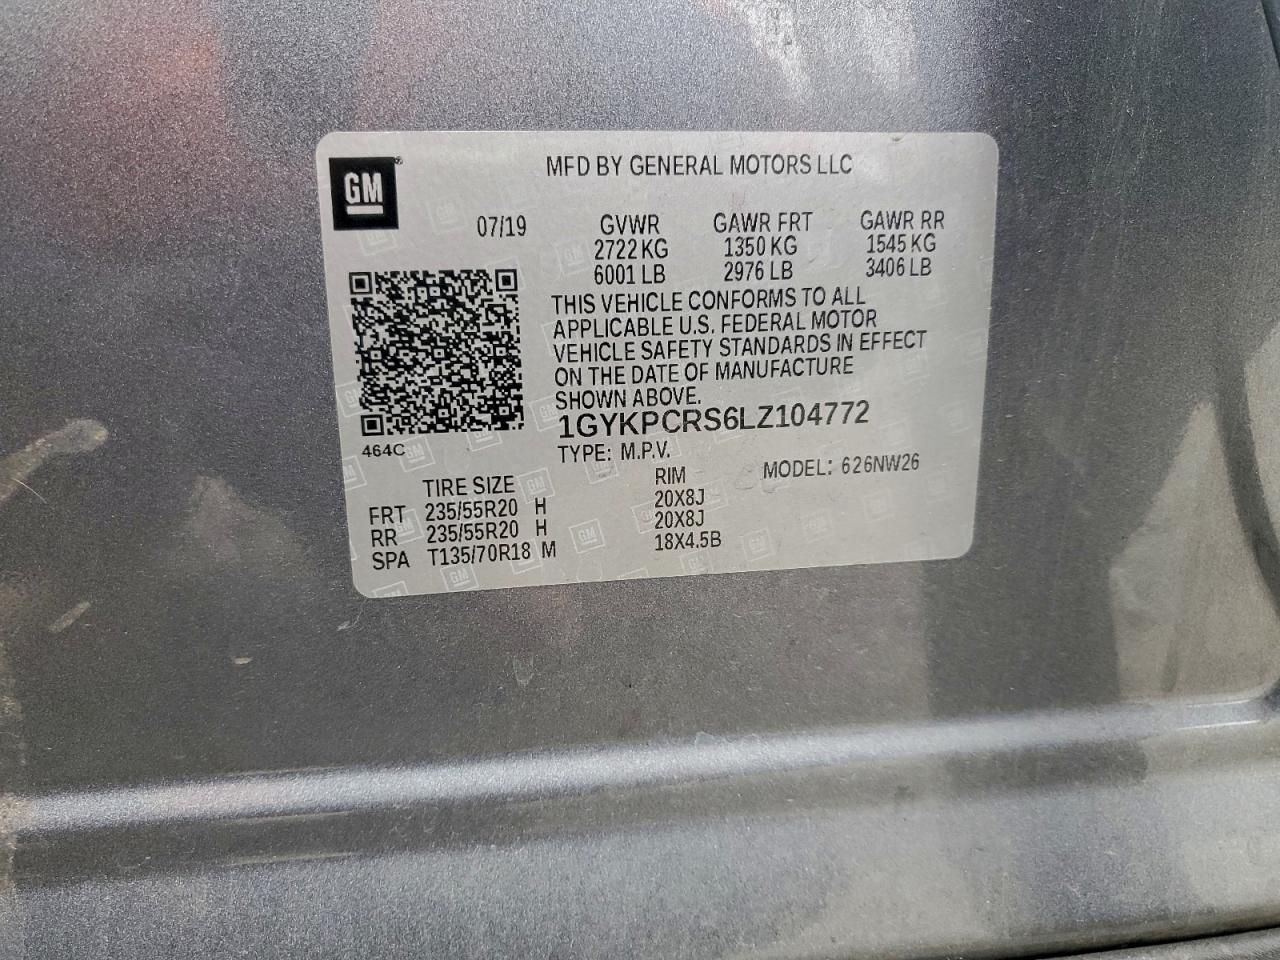 GM®
MFD BY GENERAL MOTORS LLC
07/19 GVWR GAWR FRT GAWR RR
2722 KG 1350 KG 1545 KG
6001 LB 2976 LB 3406 LB
THIS VEHICLE CONFORMS TO ALL
APPLICABLE U.S. FEDERAL MOTOR
VEHICLE SAFETY STANDARDS IN EFFECT
ON THE DATE OF MANUFACTURE
SHOWN ABOVE.
464C
1GYKPCRS6LZ104772
TYPE: M.P.V. MODEL: 626NW26
TIRE SIZE RIM
FRT 235/55R20 H 20X8J
RR 235/55R20 H 20X8J
SPA T135/70R18 M 18X4.5B